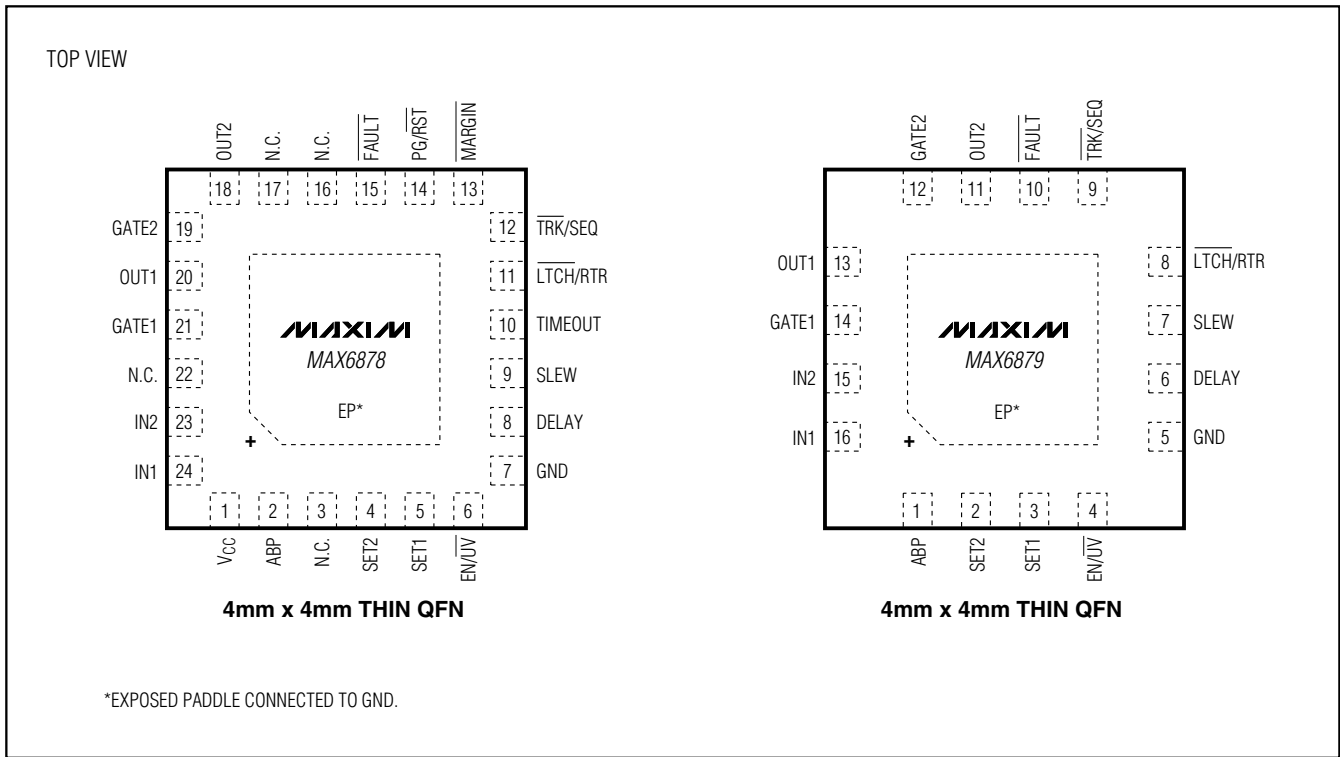 TOP VIEW
OUT2
N.C.
N.C.
FAULT
PG/RST
MARGIN
18
17
16
15
14
13
GATE2 19
OUT1 20
GATE1 21
N.C. 22
IN2 23
IN1 24
MAXIM
MAX6878
EP*
+
12 TRK/SEQ
11 LTCH/RTR
10 TIMEOUT
9 SLEW
8 DELAY
7 GND
1
2
3
4
5
6
VCC
ABP
N.C.
SET2
SET1
EN/UV
4mm x 4mm THIN QFN
GATE2
OUT2
FAULT
TRK/SEQ
12
11
10
9
OUT1 13
GATE1 14
IN2 15
IN1 16
MAXIM
MAX6879
EP*
+
8 LTCH/RTR
7 SLEW
6 DELAY
5 GND
1
2
3
4
ABP
SET2
SET1
EN/UV
4mm x 4mm THIN QFN
*EXPOSED PADDLE CONNECTED TO GND.